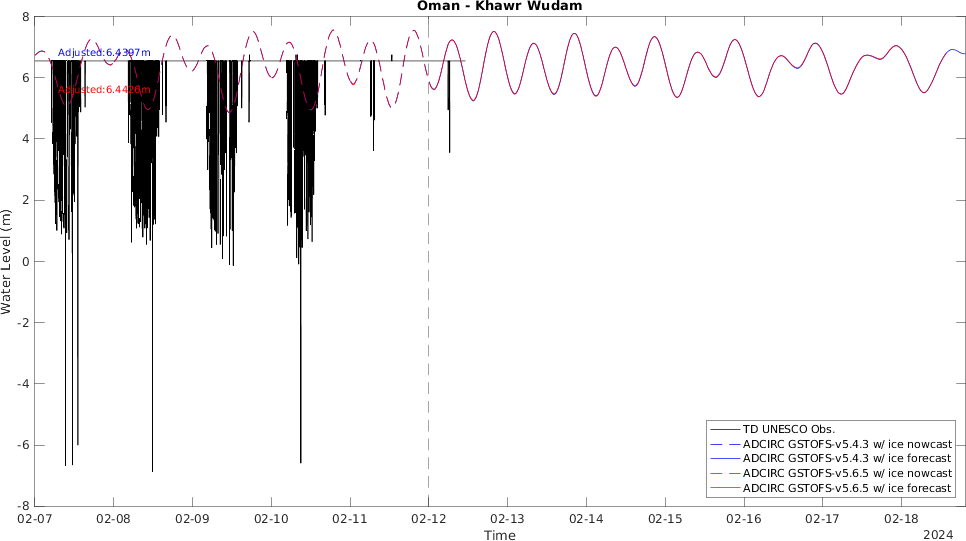 Oman - Khawr Wudam
8
6
4
2
0
-2
-4
-6
-8
Water Level (m)
Adjusted:6.4397m
Adjusted:6.4426m
TD UNESCO Obs.
ADCIRC GSTOFS-v5.4.3 w/ ice nowcast
ADCIRC GSTOFS-v5.4.3 w/ ice forecast
ADCIRC GSTOFS-v5.6.5 w/ ice nowcast
ADCIRC GSTOFS-v5.6.5 w/ ice forecast
02-07 02-08 02-09 02-10 02-11 02-12 02-13 02-14 02-15 02-16 02-17 02-18
Time
2024